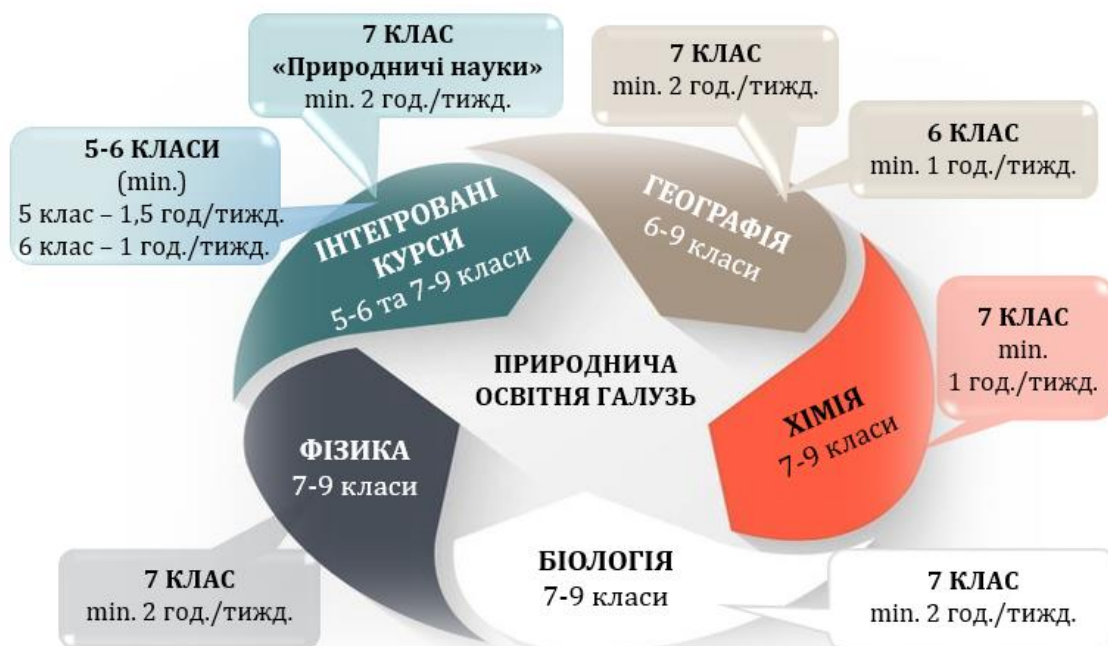 7 КЛАС
«Природничі науки»
min. 2 год./тижд.
7 КЛАС
min. 2 год./тижд.
5-6 КЛАСИ
(min.)
5 клас – 1,5 год/тижд.
6 клас – 1 год./тижд.
6 КЛАС
min. 1 год./тижд.
ІНТЕГРОВАНІ
КУРСИ
5-6 та 7-9 класи
ГЕОГРАФІЯ
6-9 класи
7 КЛАС
min.
1 год./тижд.
ПРИРОДНИЧА
ОСВІТНЯ ГАЛУЗЬ
ХІМІЯ
7-9 класи
ФІЗИКА
7-9 класи
БІОЛОГІЯ
7-9 класи
7 КЛАС
min. 2 год./тижд.
7 КЛАС
min. 2 год./тижд.